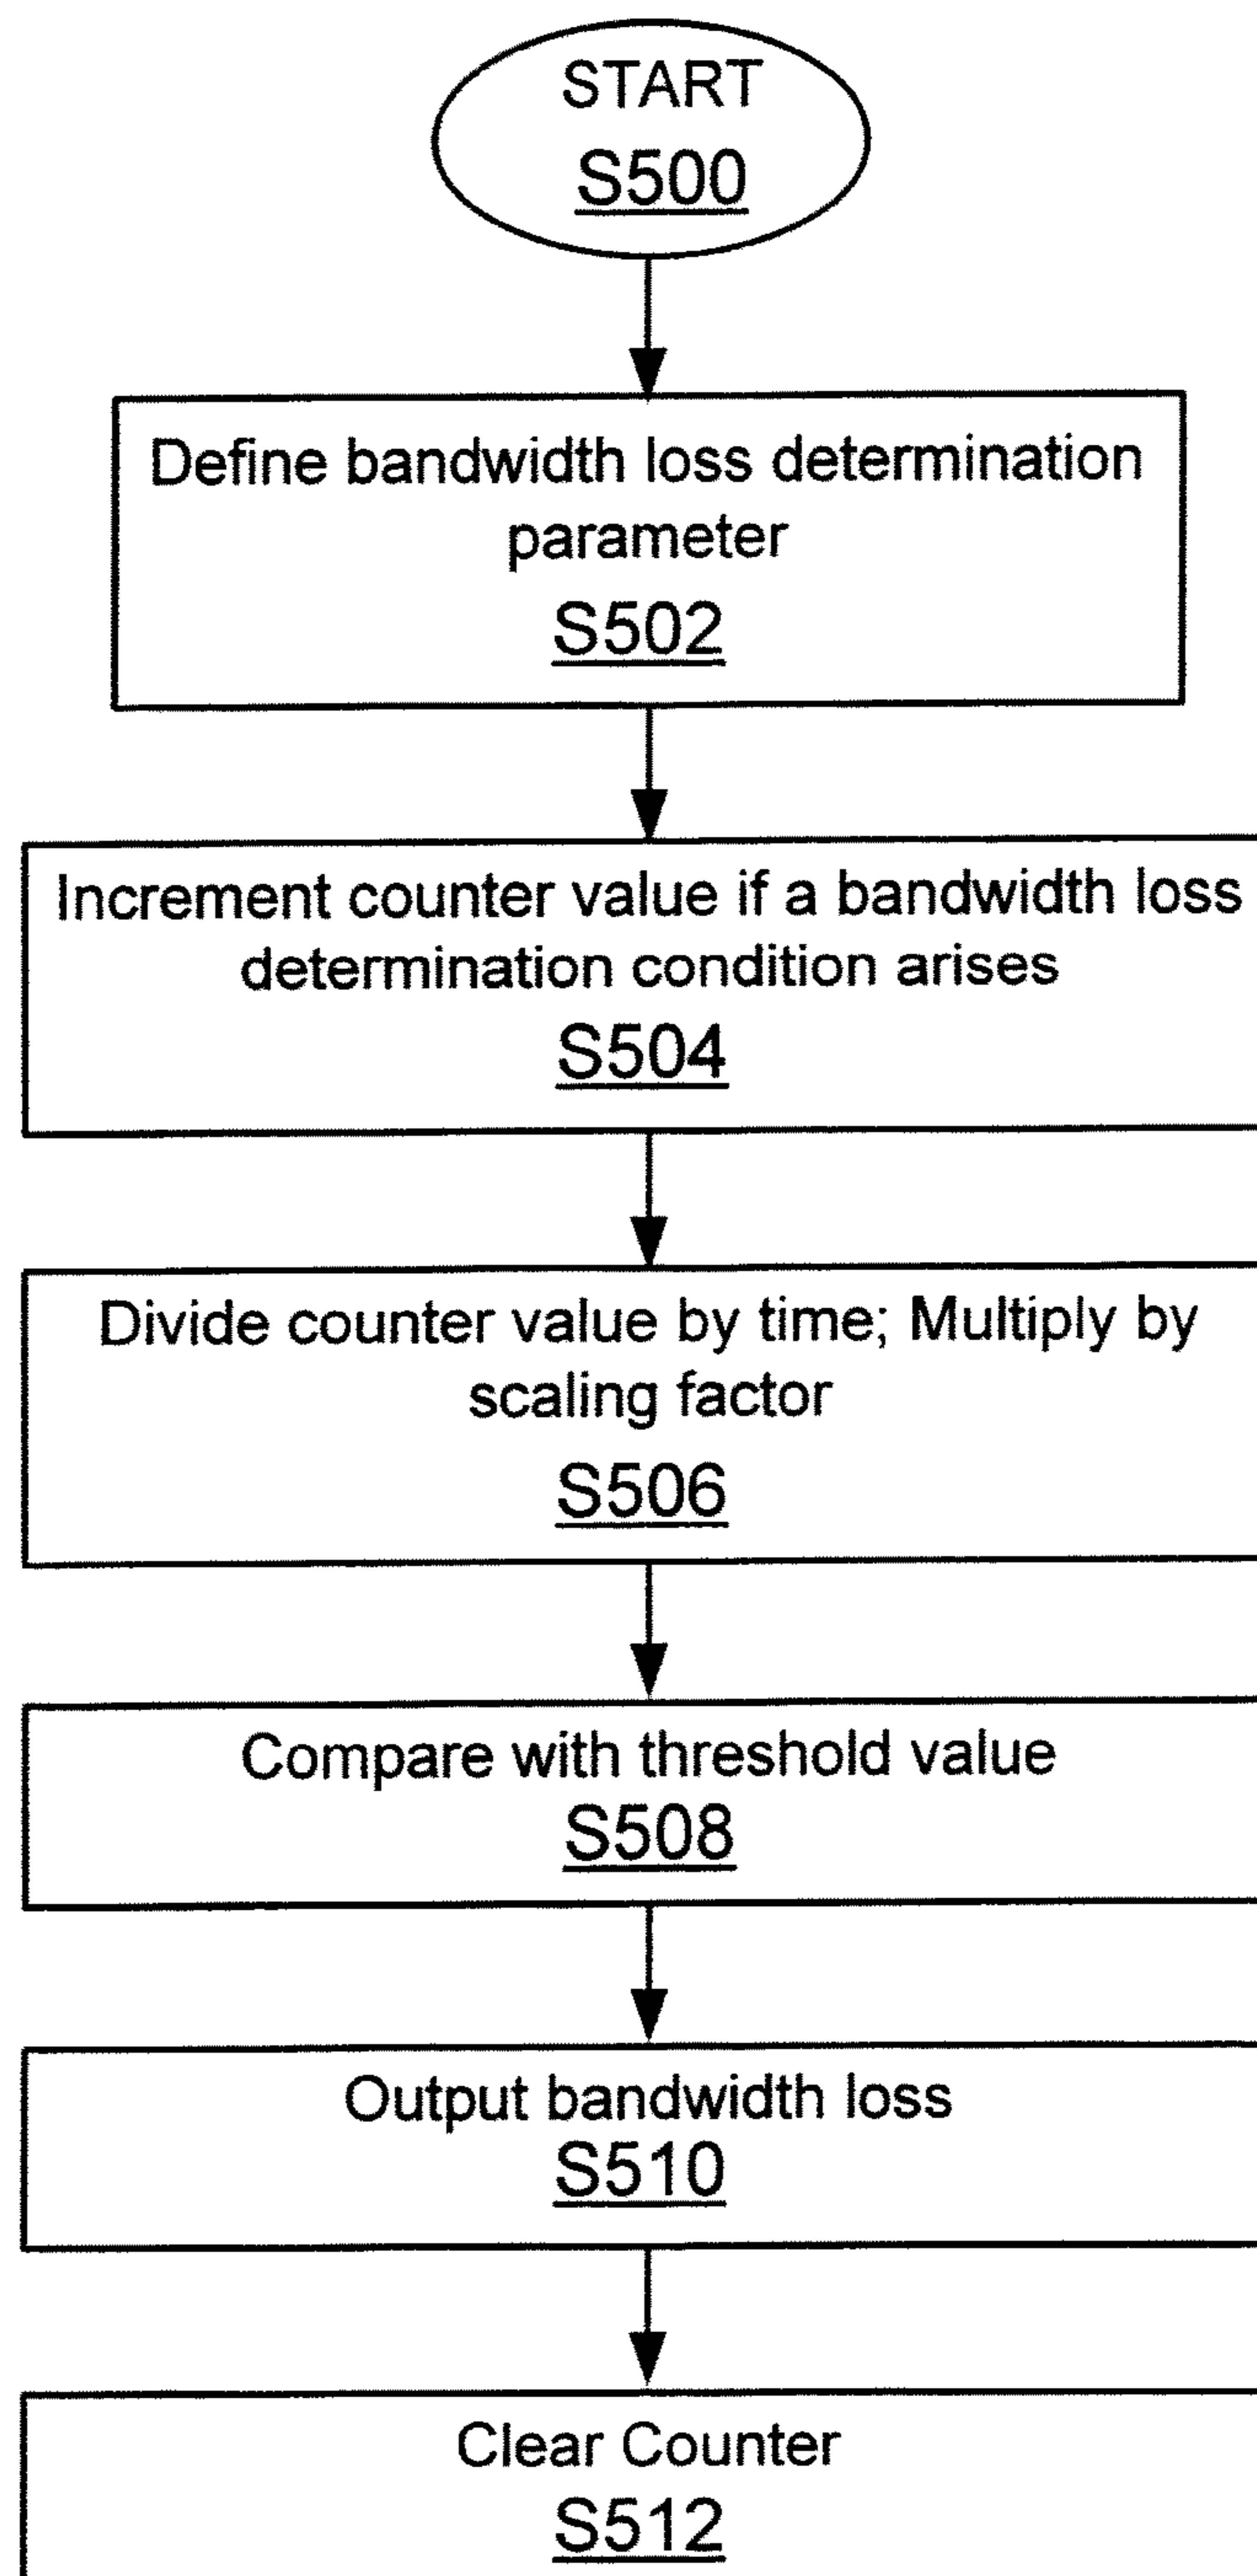 START
S500
Define bandwidth loss determination
parameter
S502
Increment counter value if a bandwidth loss
determination condition arises
S504
Divide counter value by time; Multiply by
scaling factor
S506
Compare with threshold value
S508
Output bandwidth loss
S510
Clear Counter
S512